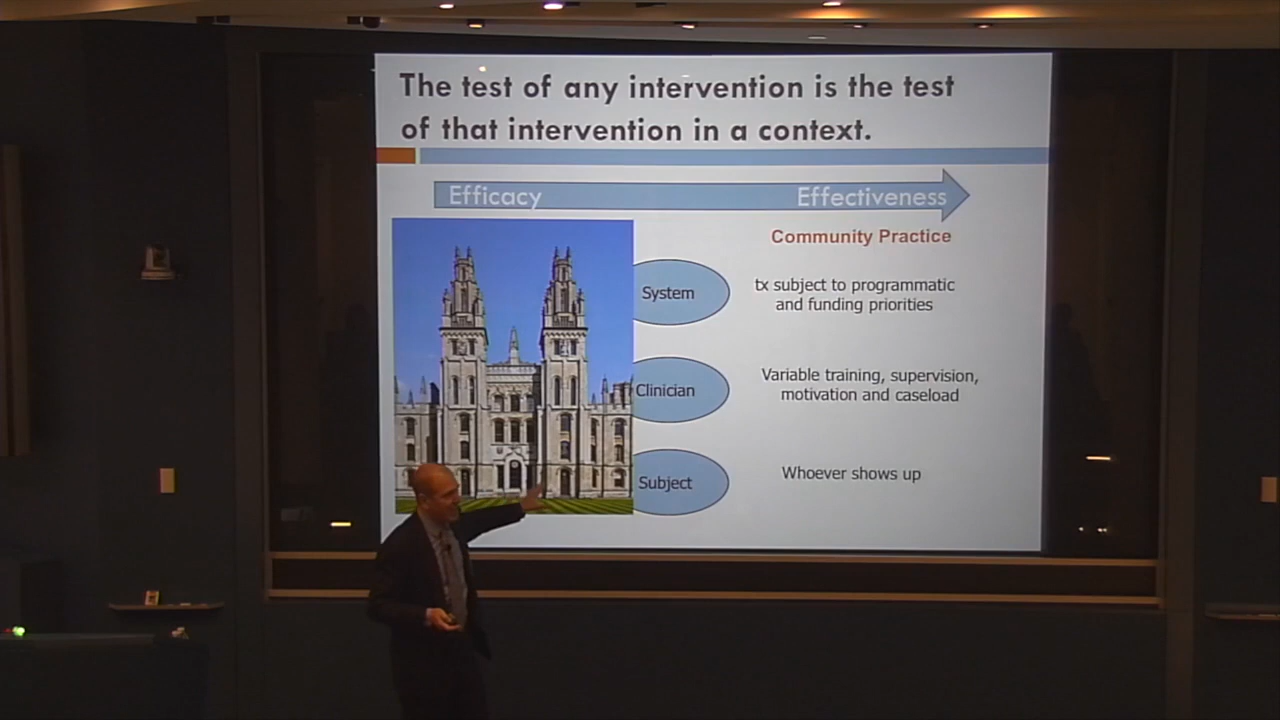 The test of any intervention is the test
of that intervention in a context.
Efficacy
Effectiveness
Community Practice
System
tx subject to programmatic
and funding priorities
Clinician
Variable training, supervision,
motivation and caseload
Subject
Whoever shows up